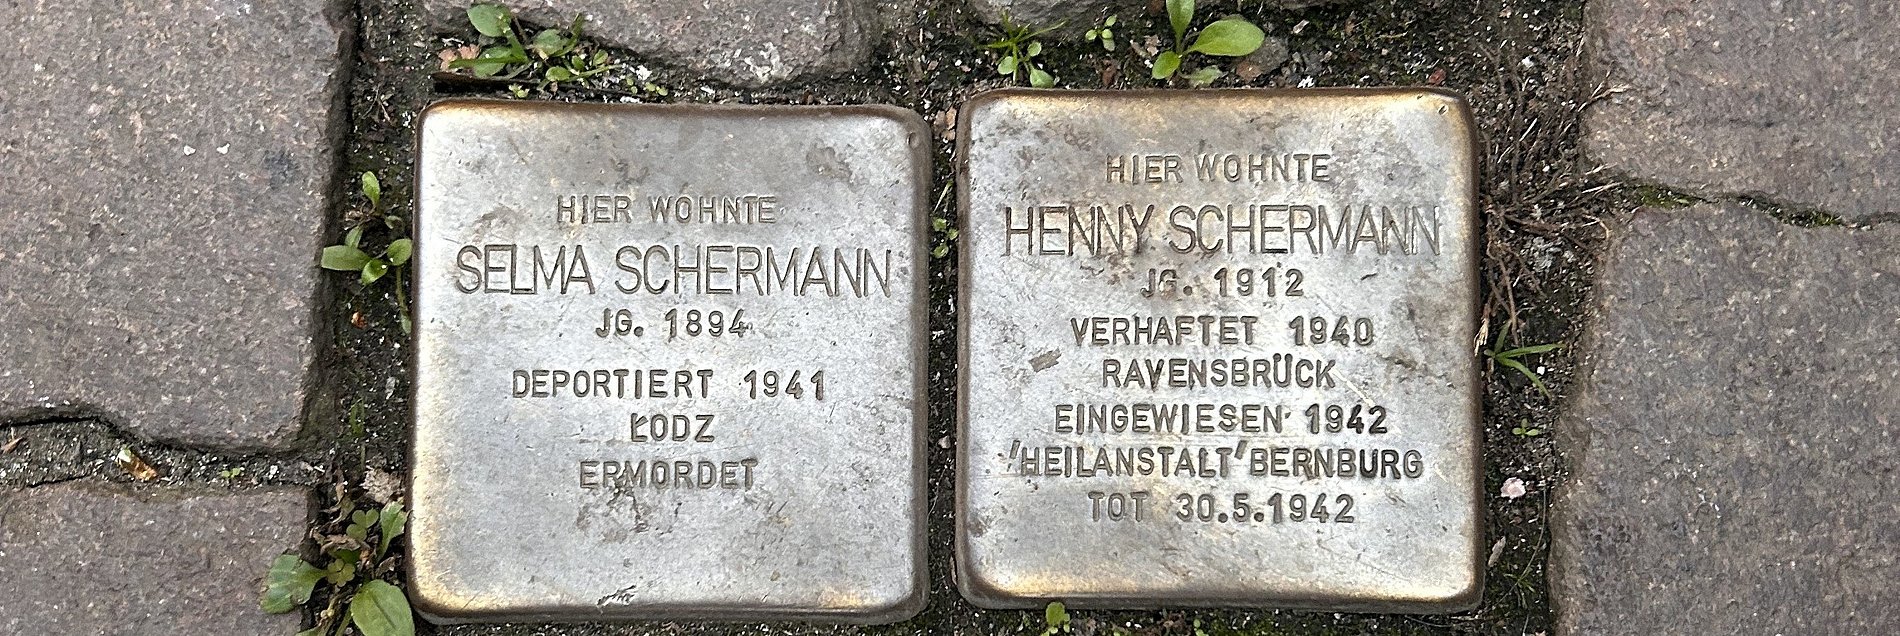 HIER WOHNTE
SELMA SCHERMANN
JG. 1894
DEPORTIERT 1941
ŁODZ
ERMORDET
HIER WOHNTE
HENNY SCHERMANN
JG. 1912
VERHAFTET 1940
RAVENSBRÜCK
EINGEWIESEN 1942
'HEILANSTALT' BERNBURG
TOT 30.5.1942